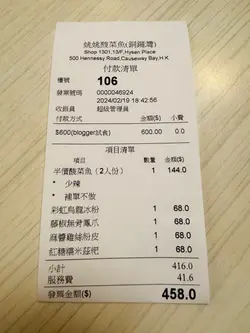 姚姚酸菜魚(銅鑼灣)
Shop 1301,13/F,Hysan Place
500 Hennessy Road,Causeway Bay,H.K.
付款清單
檯號 106
發票號碼 0000046924
2024/02/19 18:42:56
收銀員 超級管理員
付款方式 金額($) 小費
$600(blogger試食) 600.00 0.0
項目清單
項目 數量 金額($)
半價酸菜魚(2人份) 1 144.0
* 少辣
* 補單不做
彩虹烏龍冰粉 1 68.0
藤椒無骨鳳爪 1 68.0
麻醬雞絲粉皮 1 68.0
紅糖糯米茲粑 1 68.0
小計 416.0
服務費 41.6
發票金額($) 458.0